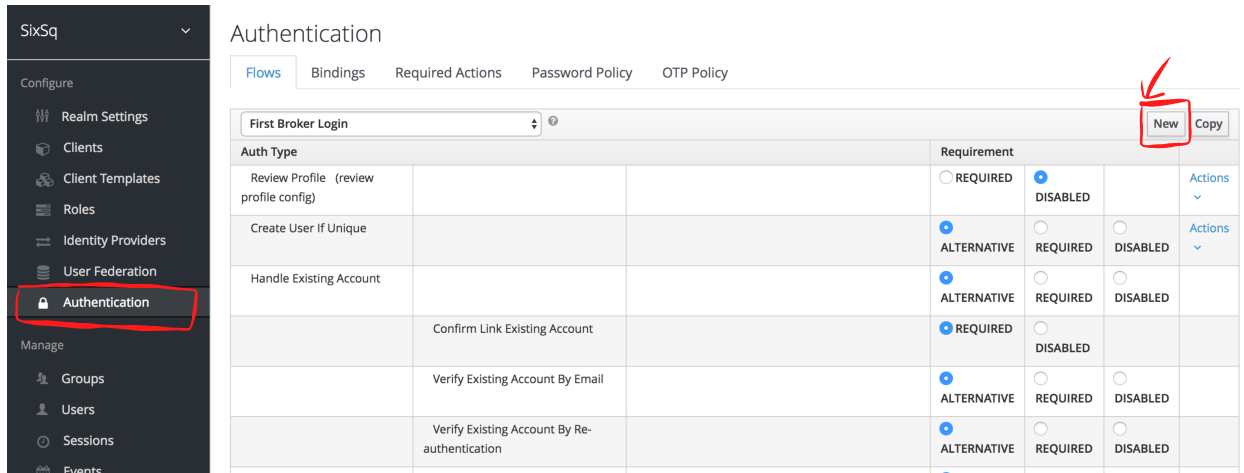 SixSq
Authentication
Flows Bindings Required Actions Password Policy OTP Policy
Configure
Realm Settings
Clients
Client Templates
Roles
Identity Providers
User Federation
Authentication
Manage
Groups
Users
Sessions
Events
First Broker Login New Copy
Auth Type Requirement
Review Profile (review
profile config)
REQUIRED DISABLED Actions
Create User If Unique
ALTERNATIVE REQUIRED DISABLED Actions
Handle Existing Account
ALTERNATIVE REQUIRED DISABLED
Confirm Link Existing Account
REQUIRED DISABLED
Verify Existing Account By Email
ALTERNATIVE REQUIRED DISABLED
Verify Existing Account By Re-
authentication
ALTERNATIVE REQUIRED DISABLED